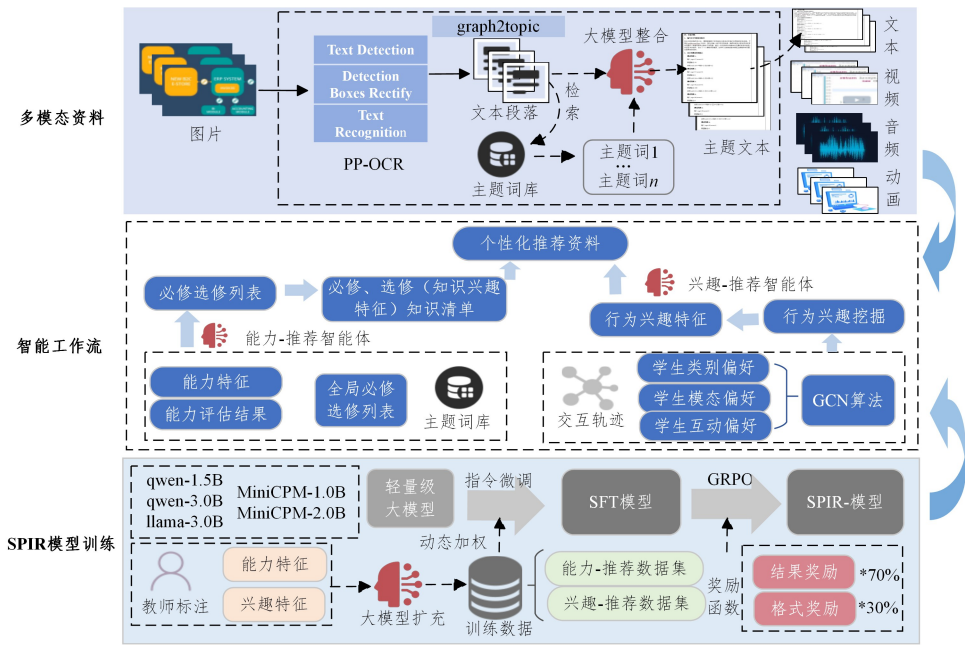 多模态资料
图片
Text Detection
Detection
Boxes Rectify
Text
Recognition
PP-OCR
graph2topic
文本段落
检索
主题词库
大模型整合
主题词1
...
主题词n
主题文本
文本
视频
音频
动画
智能工作流
个性化推荐资料
必修选修列表
必修、选修（知识兴趣
特征）知识清单
能力-推荐智能体
能力特征
能力评估结果
全局必修
选修列表
主题词库
兴趣-推荐智能体
行为兴趣特征
行为兴趣挖掘
交互轨迹
学生类别偏好
学生模态偏好
学生互动偏好
GCN算法
SPIR模型训练
qwen-1.5B
qwen-3.0B
llama-3.0B
MiniCPM-1.0B
MiniCPM-2.0B
轻量级
大模型
指令微调
SFT模型
GRPO
SPIR-模型
教师标注
能力特征
兴趣特征
大模型扩充
动态加权
训练数据
能力-推荐数据集
兴趣-推荐数据集
奖励
函数
结果奖励
*70%
格式奖励
*30%